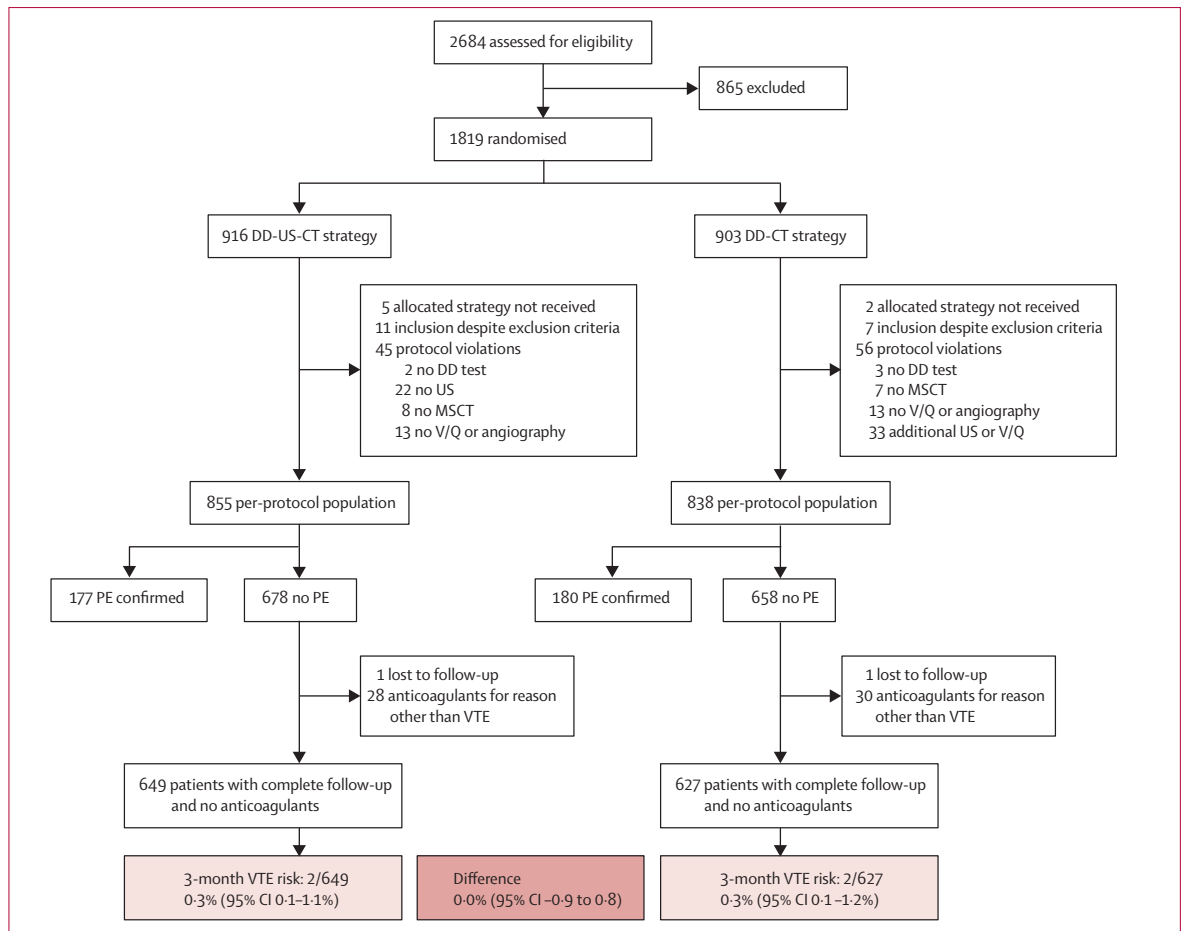 2684 assessed for eligibility
865 excluded
1819 randomised
916 DD-US-CT strategy
903 DD-CT strategy
5 allocated strategy not received
11 inclusion despite exclusion criteria
45 protocol violations
2 no DD test
22 no US
8 no MSCT
13 no V/Q or angiography
2 allocated strategy not received
7 inclusion despite exclusion criteria
56 protocol violations
3 no DD test
7 no MSCT
13 no V/Q or angiography
33 additional US or V/Q
855 per-protocol population
838 per-protocol population
177 PE confirmed
678 no PE
180 PE confirmed
658 no PE
1 lost to follow-up
28 anticoagulants for reason
other than VTE
1 lost to follow-up
30 anticoagulants for reason
other than VTE
649 patients with complete follow-up
and no anticoagulants
627 patients with complete follow-up
and no anticoagulants
3-month VTE risk: 2/649
0·3% (95% CI 0·1–1·1%)
Difference
0·0% (95% CI –0·9 to 0·8)
3-month VTE risk: 2/627
0·3% (95% CI 0·1 –1·2%)